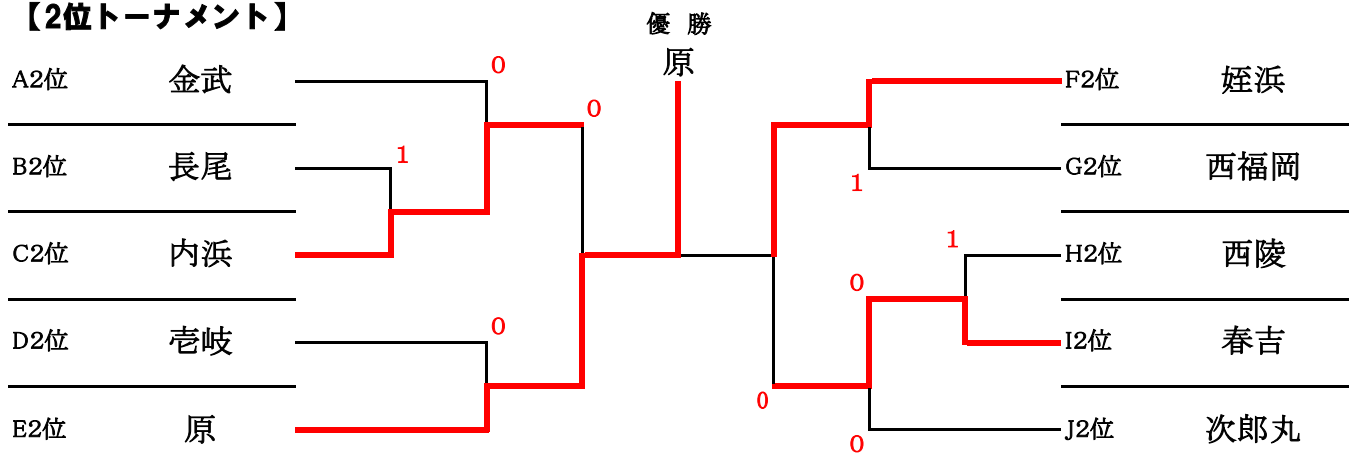 【2位トーナメント】
優 勝
原
A2位 金武
B2位 長尾
C2位 内浜
D2位 壱岐
E2位 原
0
0
1
0
F2位 姪浜
G2位 西福岡
H2位 西陵
I2位 春吉
J2位 次郎丸
1
1
0
0
0